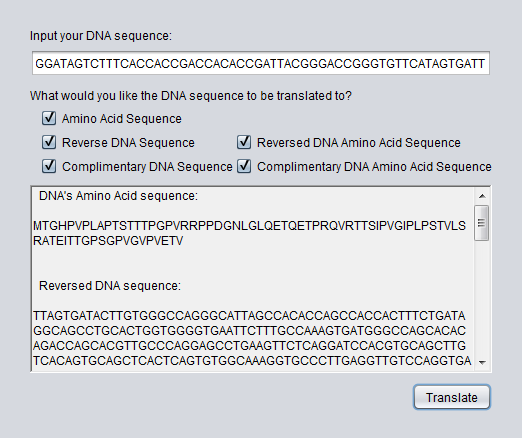 Input your DNA sequence:
GGATAGTCTTTCACCACCGACCACACCGATTACGGGACCGGGTGTTCATAGTGATT
What would you like the DNA sequence to be translated to?
Amino Acid Sequence
Reverse DNA Sequence Reversed DNA Amino Acid Sequence
Complimentary DNA Sequence Complimentary DNA Amino Acid Sequence
DNA's Amino Acid sequence:
MTGHPVPLAPTSTTTPGPVRRPPDGNLGLQETQETPRQVRTTSIPVGIPLPSTVLS
RATEITTGPSGPVGVPVETV
Reversed DNA sequence:
TTAGTGATACTTGTGGGCCAGGGCATTAGCCACACCAGCCACCACTTTCTGATA
GGCAGCCTGCACTGGTGGGGTGAATTCTTTGCCAAAGTGATGGGCCAGCACAC
AGACCAGCACGTTGCCCAGGAGCCTGAAGTTCTCAGGATCCACGTGCAGCTTG
TCACAGTGCAGCTCACTCAGTGTGGCAAAGGTGCCCTTGAGGTTGTCCAGGTGA
Translate